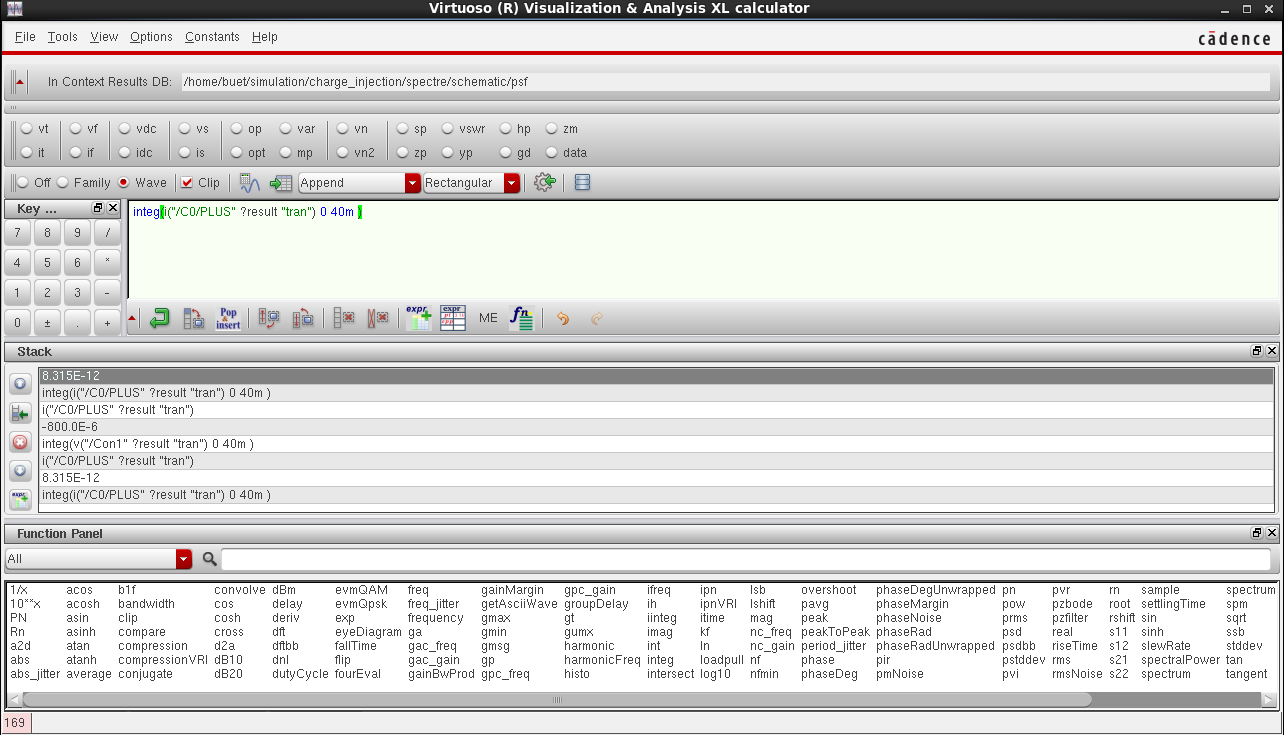 Virtuoso (R) Visualization & Analysis XL calculator
File Tools View Options Constants Help
cādence
In Context Results DB: /home/buet/simulation/charge_injection/spectre/schematic/psf
vt vf vdc vs op var vn sp vswr hp zm
it if idc is opt mp vn2 zp yp gd data
Off Family Wave Clip Append Rectangular
Key ...
integ(i("/C0/PLUS" ?result "tran") 0 40m )
7 8 9 /
4 5 6 *
1 2 3 -
0 ± . +
Pop insert expr expr ME fn
Stack
8.315E-12
integ(i("/C0/PLUS" ?result "tran") 0 40m )
i("/C0/PLUS" ?result "tran")
-800.0E-6
integ(v("/Con1" ?result "tran") 0 40m )
i("/C0/PLUS" ?result "tran")
8.315E-12
integ(i("/C0/PLUS" ?result "tran") 0 40m )
expr
Function Panel
All
1/x acos b1f convolve dBm evmQAM freq gainMargin gpc_gain ifreq ipn lsb overshoot phaseDegUnwrapped pn pvr rn sample spectrum
10**x acosh bandwidth cos delay evmQpsk freq_jitter getAsciiWave groupDelay ih ipnVRI lshift pavg phaseMargin pow pzbode root settlingTime spm
PN asin clip cosh deriv exp frequency gmax gt iinteg itime mag peak phaseNoise prms pzfilter rshift sin sqrt
Rn asinh compare cross dft eyeDiagram ga gmin gumx imag kf nc_freq peakToPeak phaseRad psd real s11 sinh ssb
a2d atan compression d2a dftbb fallTime gac_freq gmsg harmonic int ln nc_gain period_jitter phaseRadUnwrapped psdbb riseTime s12 slewRate stddev
abs atanh compressionVRI dB10 dnl flip gac_gain gp harmonicFreq integ loadpull nf phase pir pstddev rms s21 spectralPower tan
abs_jitter average conjugate dB20 dutyCycle fourEval gainBwProd gpc_freq histo intersect log10 nfmin phaseDeg pmNoise pvi rmsNoise s22 spectrum tangent
169